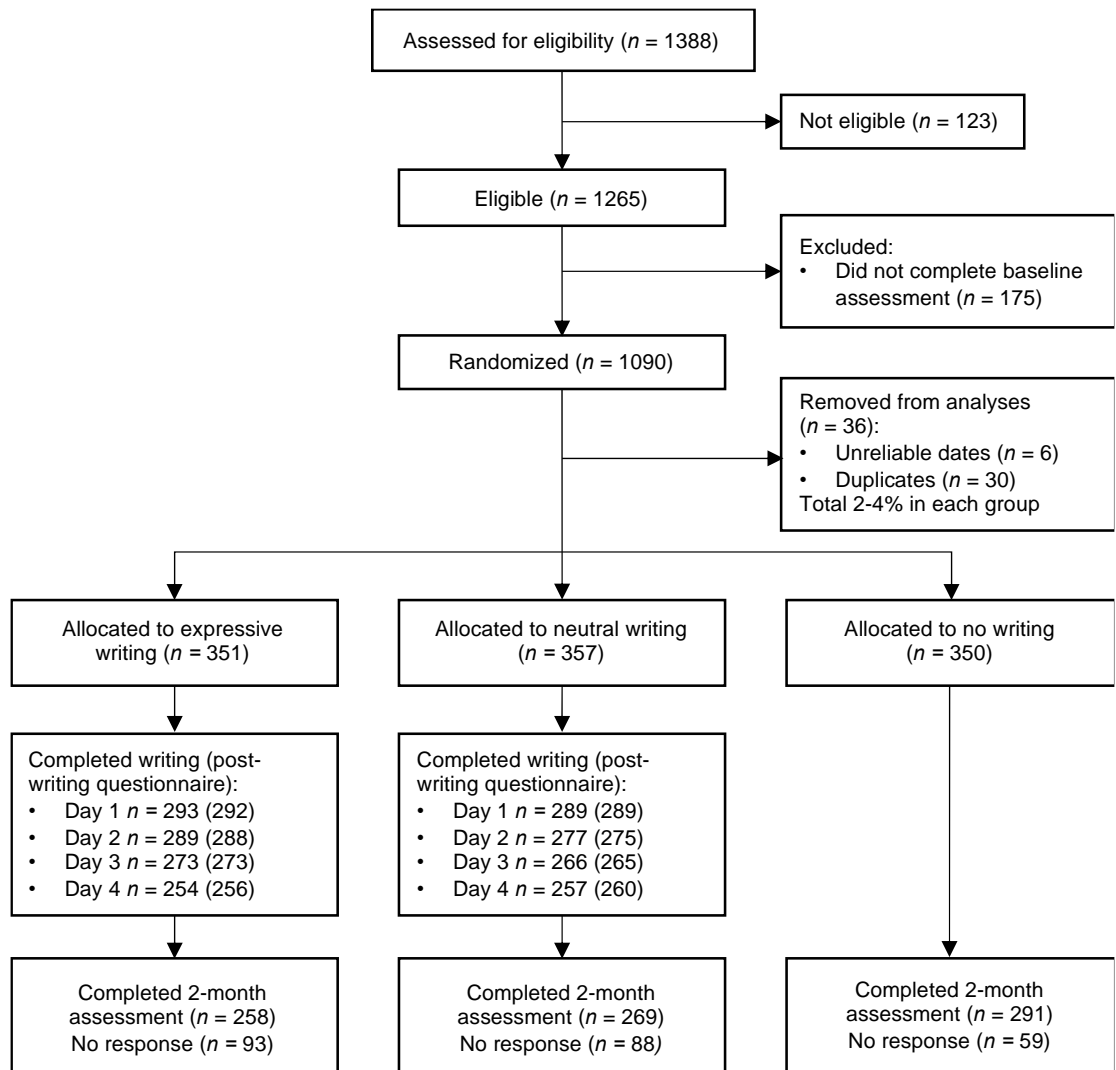 Assessed for eligibility (n = 1388)
Not eligible (n = 123)
Eligible (n = 1265)
Excluded:
• Did not complete baseline
assessment (n = 175)
Randomized (n = 1090)
Removed from analyses
(n = 36):
• Unreliable dates (n = 6)
• Duplicates (n = 30)
Total 2-4% in each group
Allocated to expressive
writing (n = 351)
Allocated to neutral writing
(n = 357)
Allocated to no writing
(n = 350)
Completed writing (post-
writing questionnaire):
• Day 1 n = 293 (292)
• Day 2 n = 289 (288)
• Day 3 n = 273 (273)
• Day 4 n = 254 (256)
Completed writing (post-
writing questionnaire):
• Day 1 n = 289 (289)
• Day 2 n = 277 (275)
• Day 3 n = 266 (265)
• Day 4 n = 257 (260)
Completed 2-month
assessment (n = 258)
No response (n = 93)
Completed 2-month
assessment (n = 269)
No response (n = 88)
Completed 2-month
assessment (n = 291)
No response (n = 59)